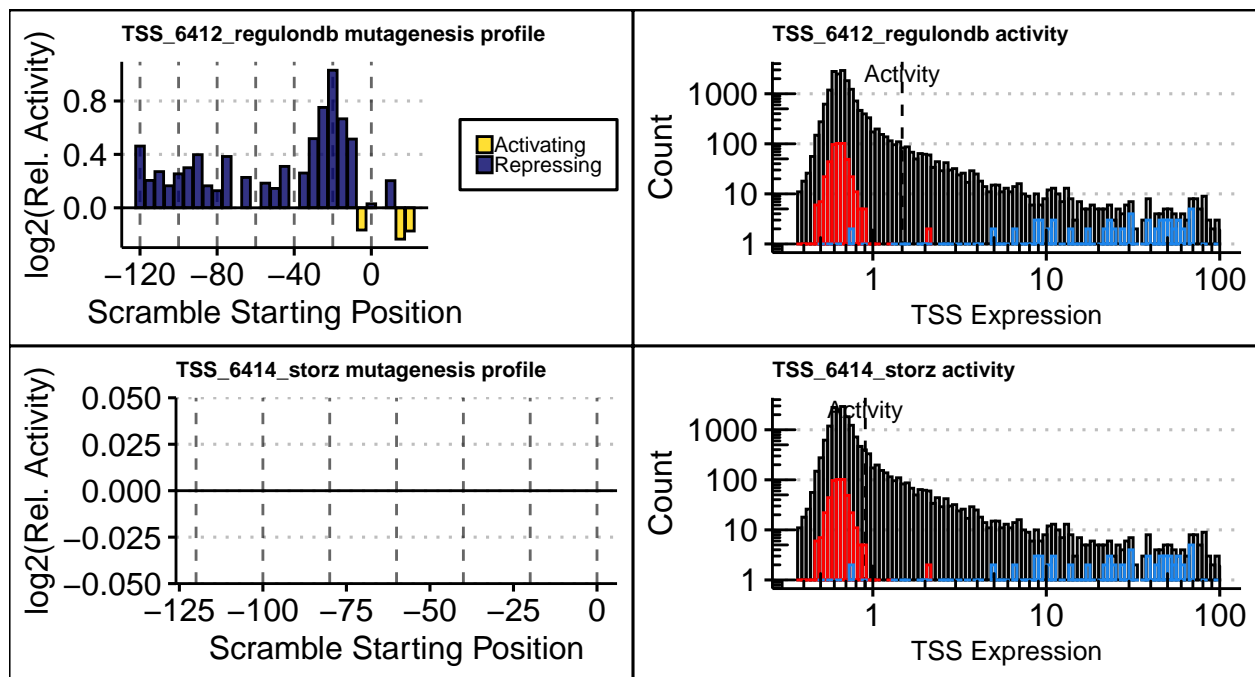 TSS_6412_regulondb mutagenesis profile
log2(Rel. Activity)
0.8
0.4
0.0
−120 −80 −40 0
Scramble Starting Position
Activating
Repressing
TSS_6412_regulondb activity
Activity
Count
1000
100
10
1
1 10 100
TSS Expression
TSS_6414_storz mutagenesis profile
log2(Rel. Activity)
0.050
0.025
0.000
−0.025
−0.050
−125 −100 −75 −50 −25 0
Scramble Starting Position
TSS_6414_storz activity
Activity
Count
1000
100
10
1
1 10 100
TSS Expression